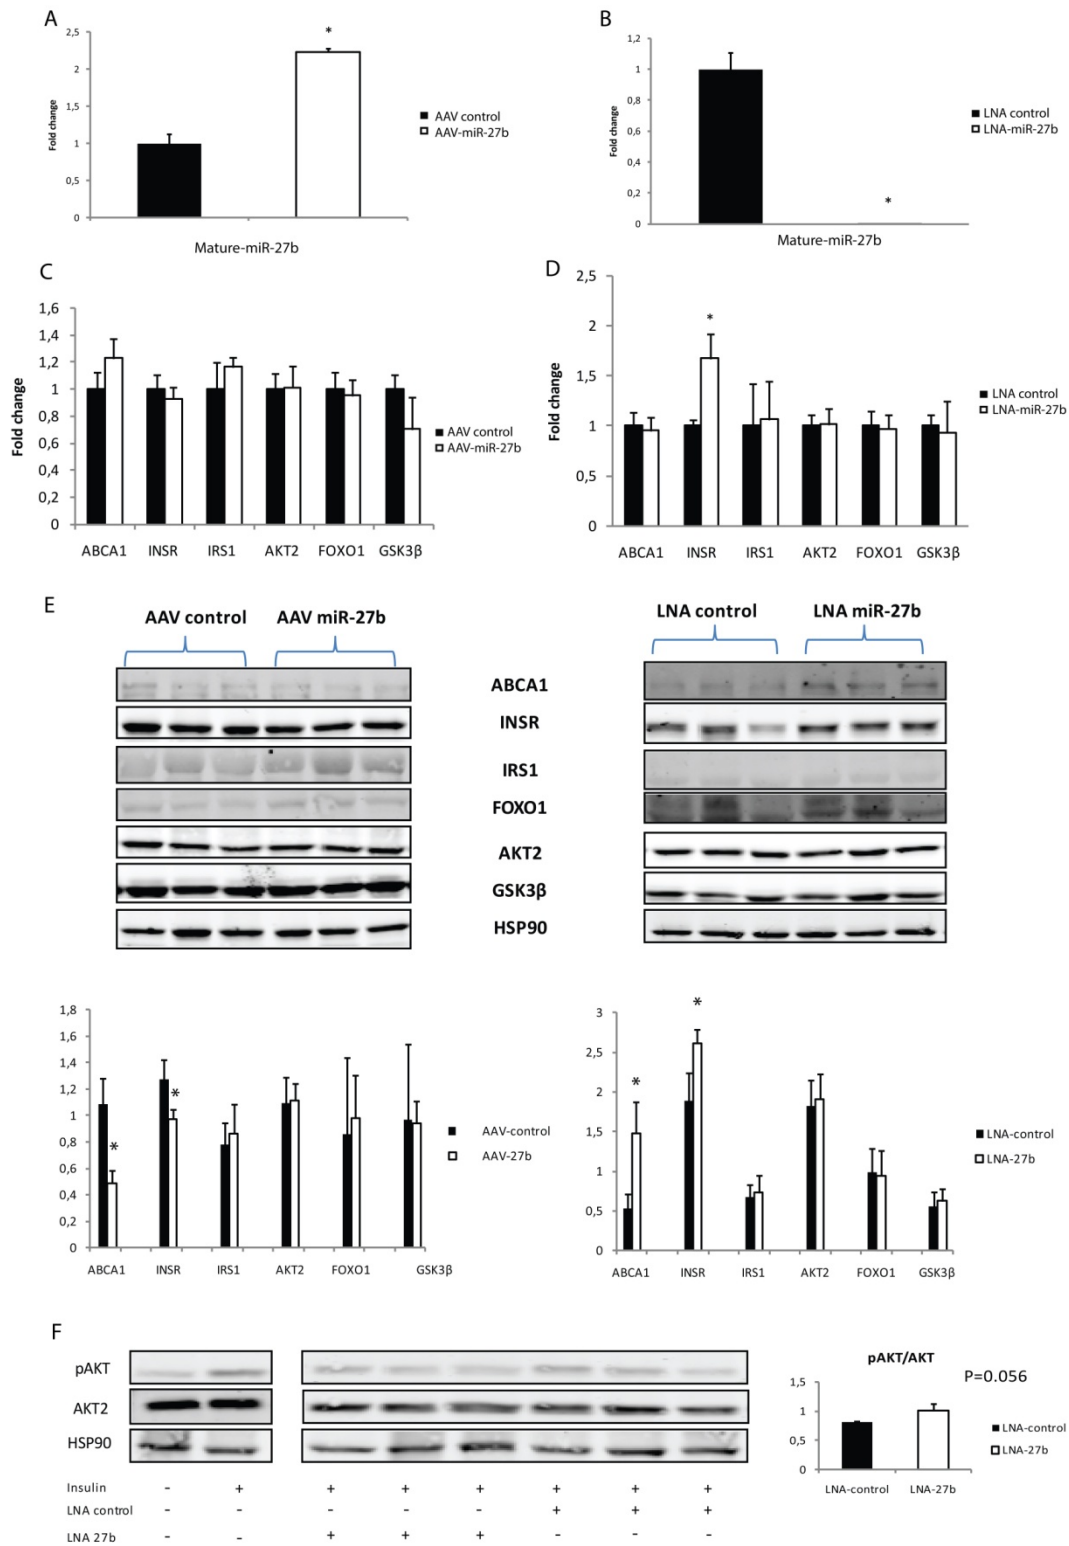 A
2,5
2
1,5
1
0,5
0
Fold change
*
AAV control
AAV-miR-27b
Mature-miR-27b
B
1,2
1
0,8
0,6
0,4
0,2
0
Fold change
*
LNA control
LNA-miR-27b
Mature-miR-27b
C
1,6
1,4
1,2
1
0,8
0,6
0,4
0,2
0
Fold change
AAV control
AAV-miR-27b
ABCA1 INSR IRS1 AKT2 FOXO1 GSK3β
D
2,5
2
1,5
1
0,5
0
Fold change
*
LNA control
LNA-miR-27b
ABCA1 INSR IRS1 AKT2 FOXO1 GSK3β
E
AAV control AAV miR-27b
LNA control LNA miR-27b
ABCA1
INSR
IRS1
FOXO1
AKT2
GSK3β
HSP90
1,8
1,6
1,4
1,2
1
0,8
0,6
0,4
0,2
0
*
*
AAV-control
AAV-27b
ABCA1 INSR IRS1 AKT2 FOXO1 GSK3β
3
2,5
2
1,5
1
0,5
0
*
*
LNA-control
LNA-27b
ABCA1 INSR IRS1 AKT2 FOXO1 GSK3β
F
pAKT
AKT2
HSP90
Insulin - + + + + + + +
LNA control - - - - - + + +
LNA 27b - - + + + - - -
pAKT/AKT
P=0.056
1,5
1
0,5
0
LNA-control
LNA-27b
LNA-control LNA-27b